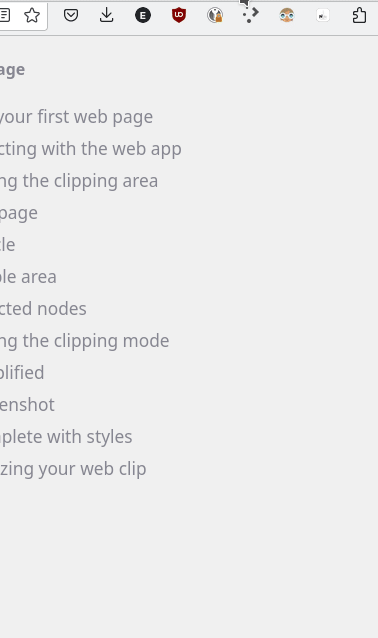 age
your first web page
cting with the web app
ng the clipping area
page
cle
ble area
cted nodes
ng the clipping mode
plified
enshot
plete with styles
zing your web clip